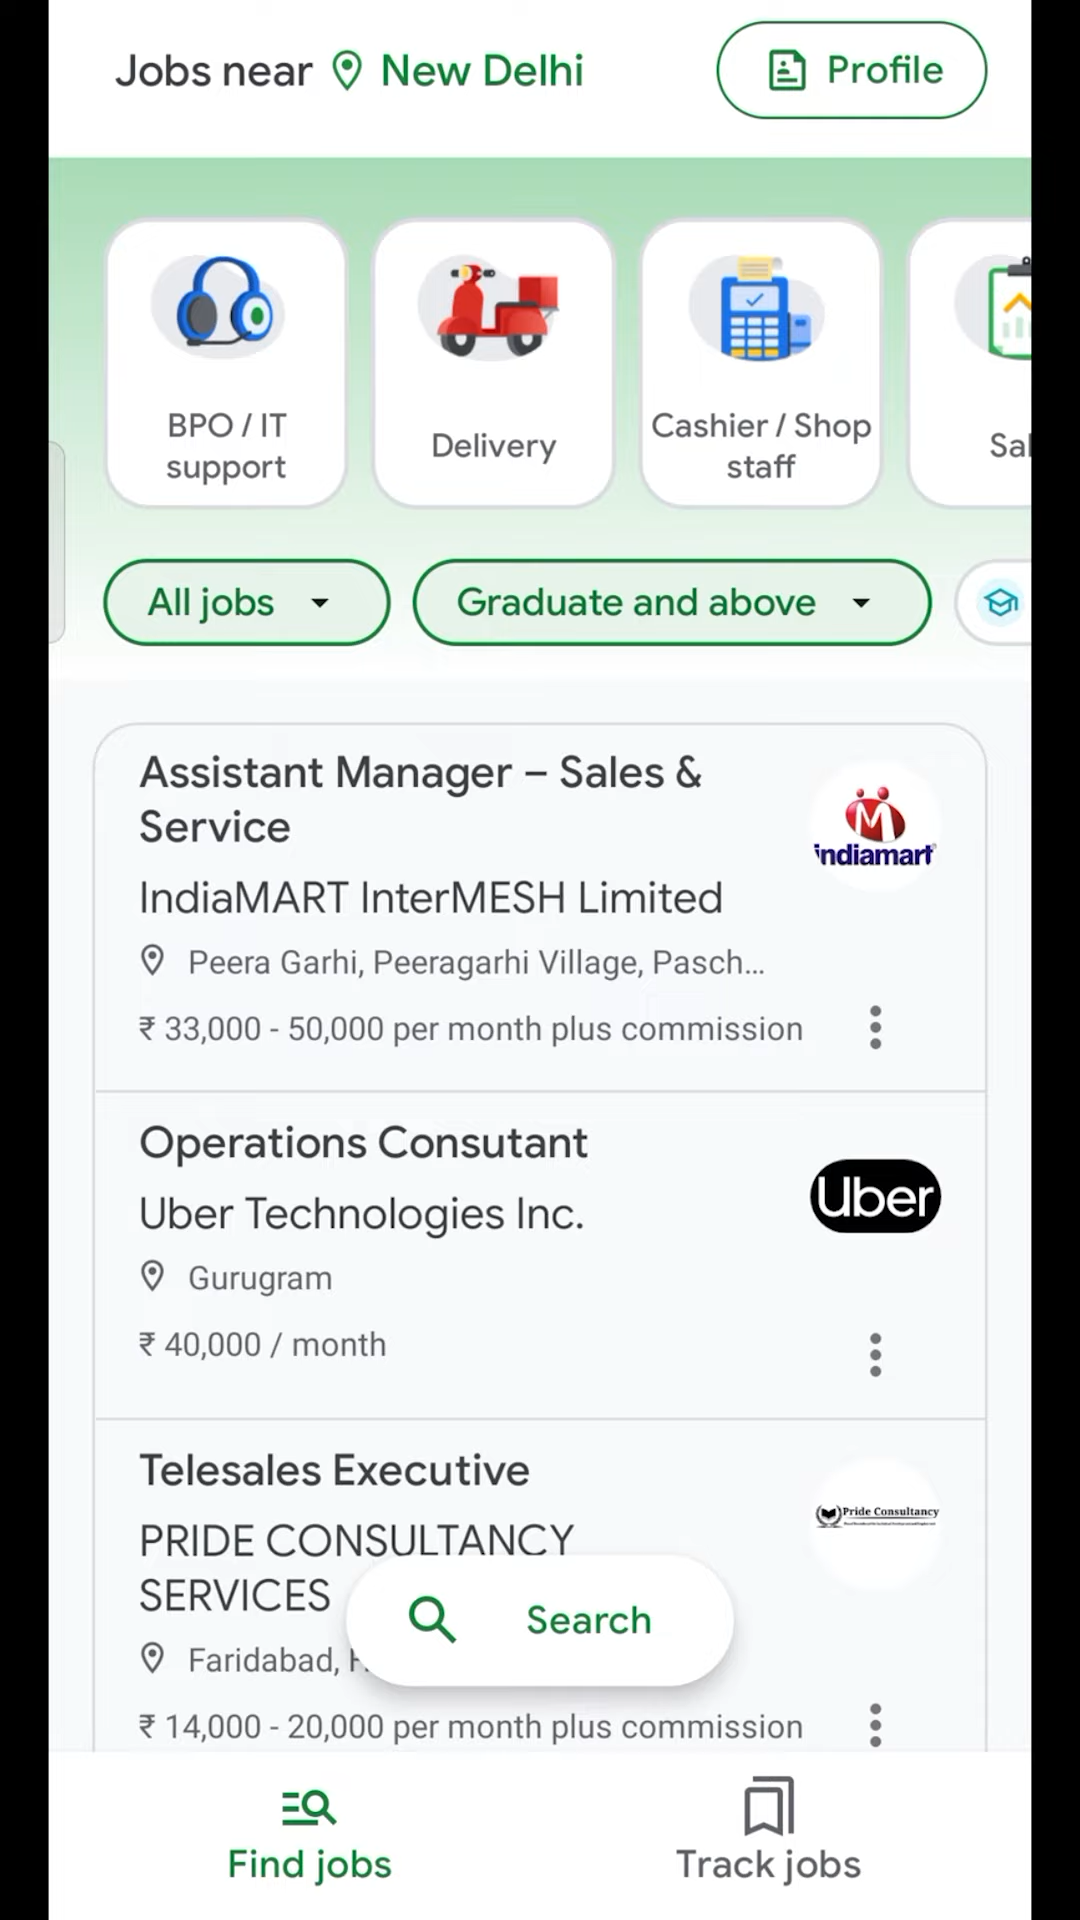 Jobs near New Delhi
Profile
BPO / IT
support
Delivery
Cashier / Shop
staff
Sal
All jobs
Graduate and above
Assistant Manager – Sales &
Service
indiamart
IndiaMART InterMESH Limited
Peera Garhi, Peeragarhi Village, Pasch...
₹ 33,000 - 50,000 per month plus commission
Operations Consutant
Uber
Uber Technologies Inc.
Gurugram
₹ 40,000 / month
Telesales Executive
Pride Consultancy
PRIDE CONSULTANCY
SERVICES
Search
Faridabad,
₹ 14,000 - 20,000 per month plus commission
Find jobs
Track jobs